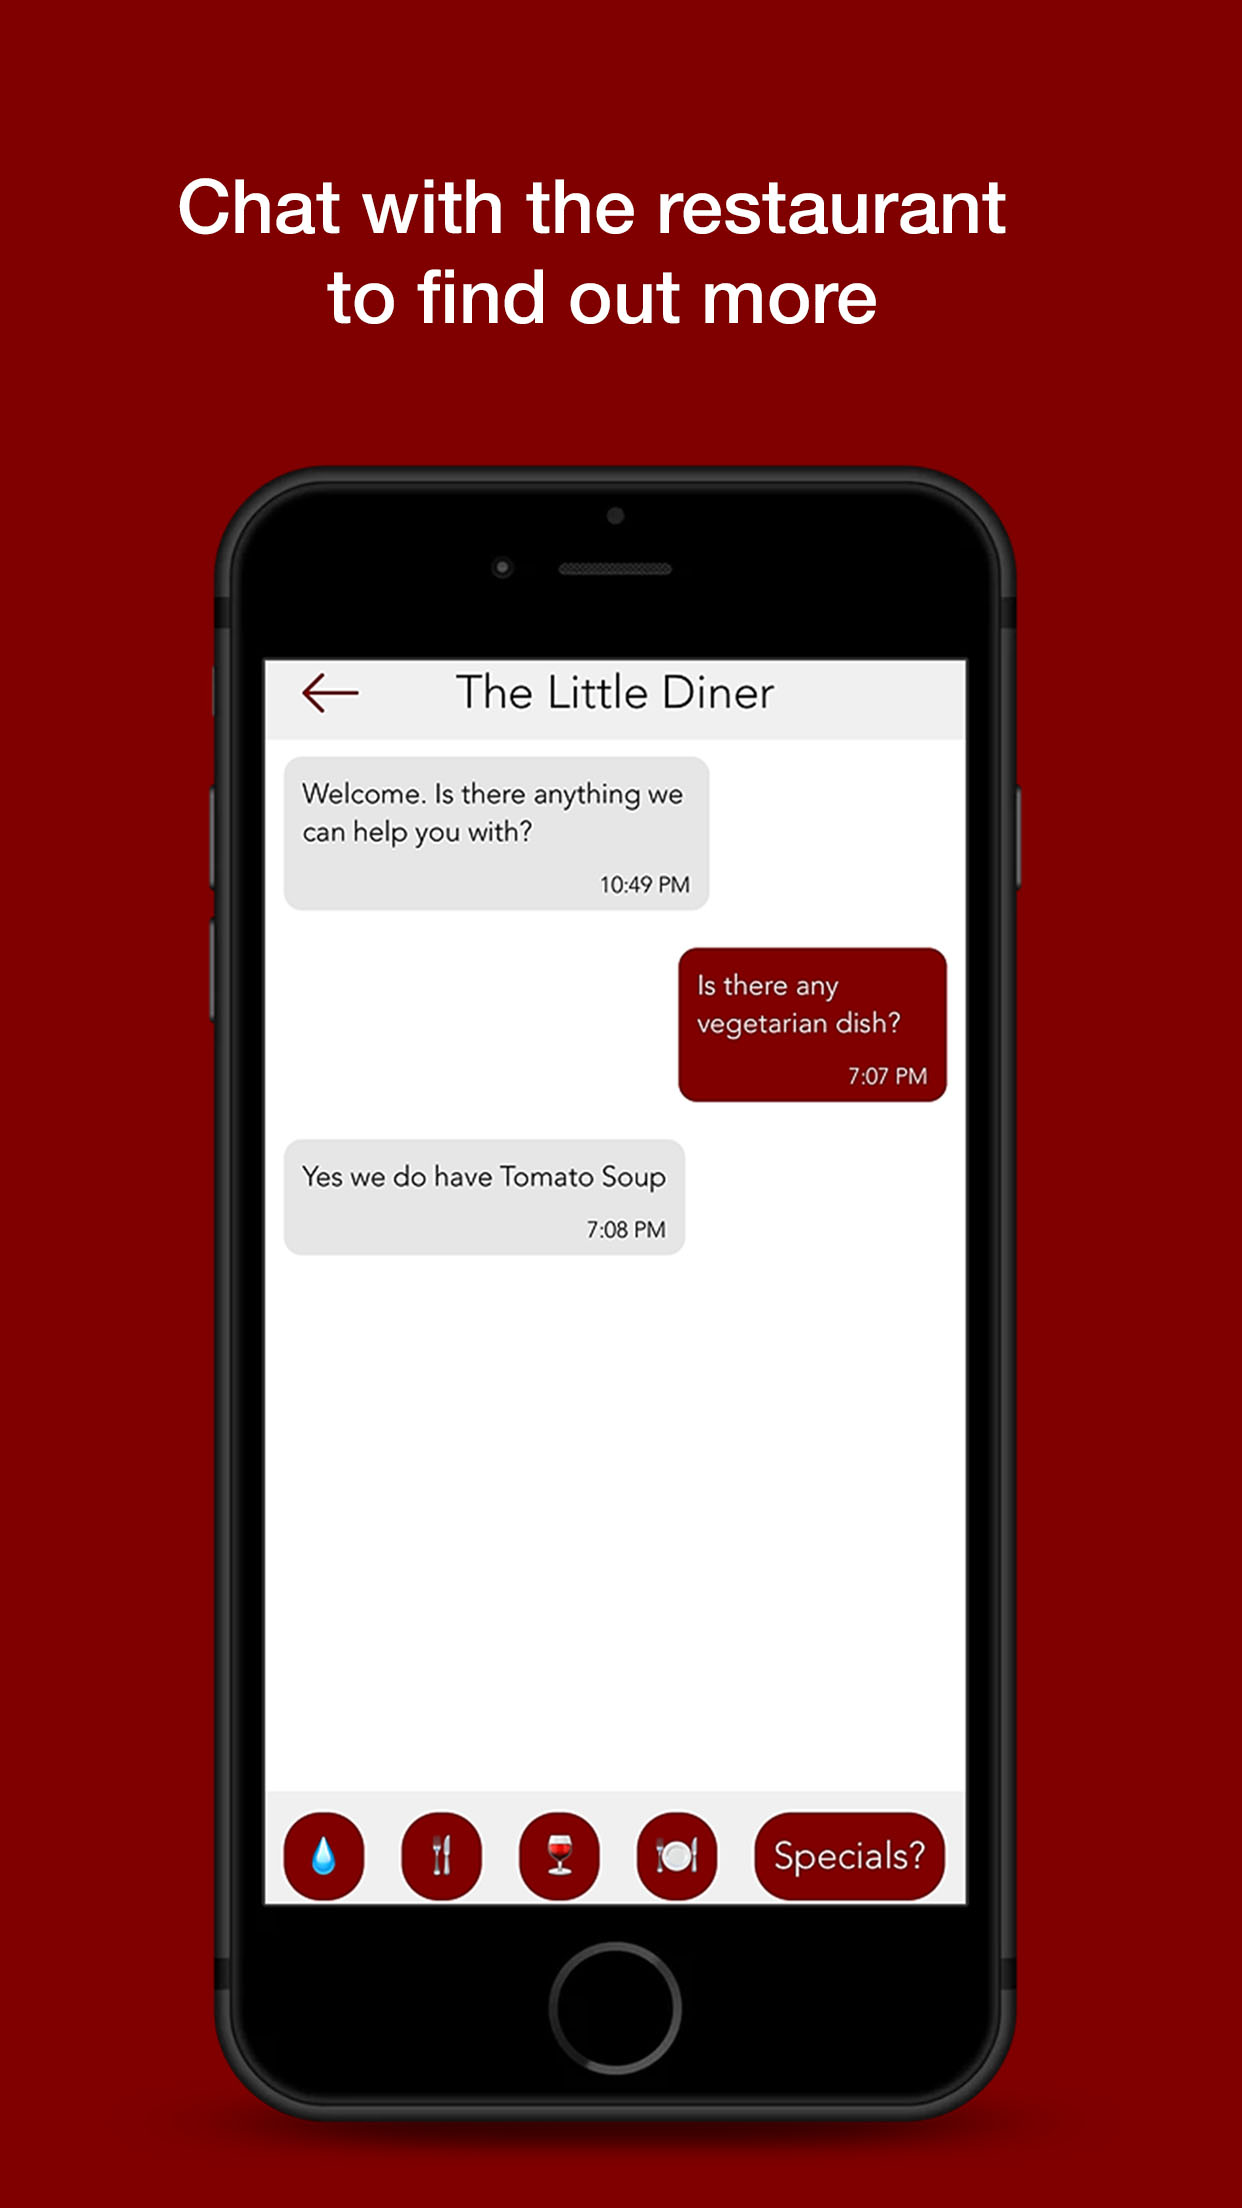 Chat with the restaurant
to find out more
The Little Diner
Welcome. Is there anything we
can help you with?
10:49 PM
Is there any
vegetarian dish?
7:07 PM
Yes we do have Tomato Soup
7:08 PM
Specials?